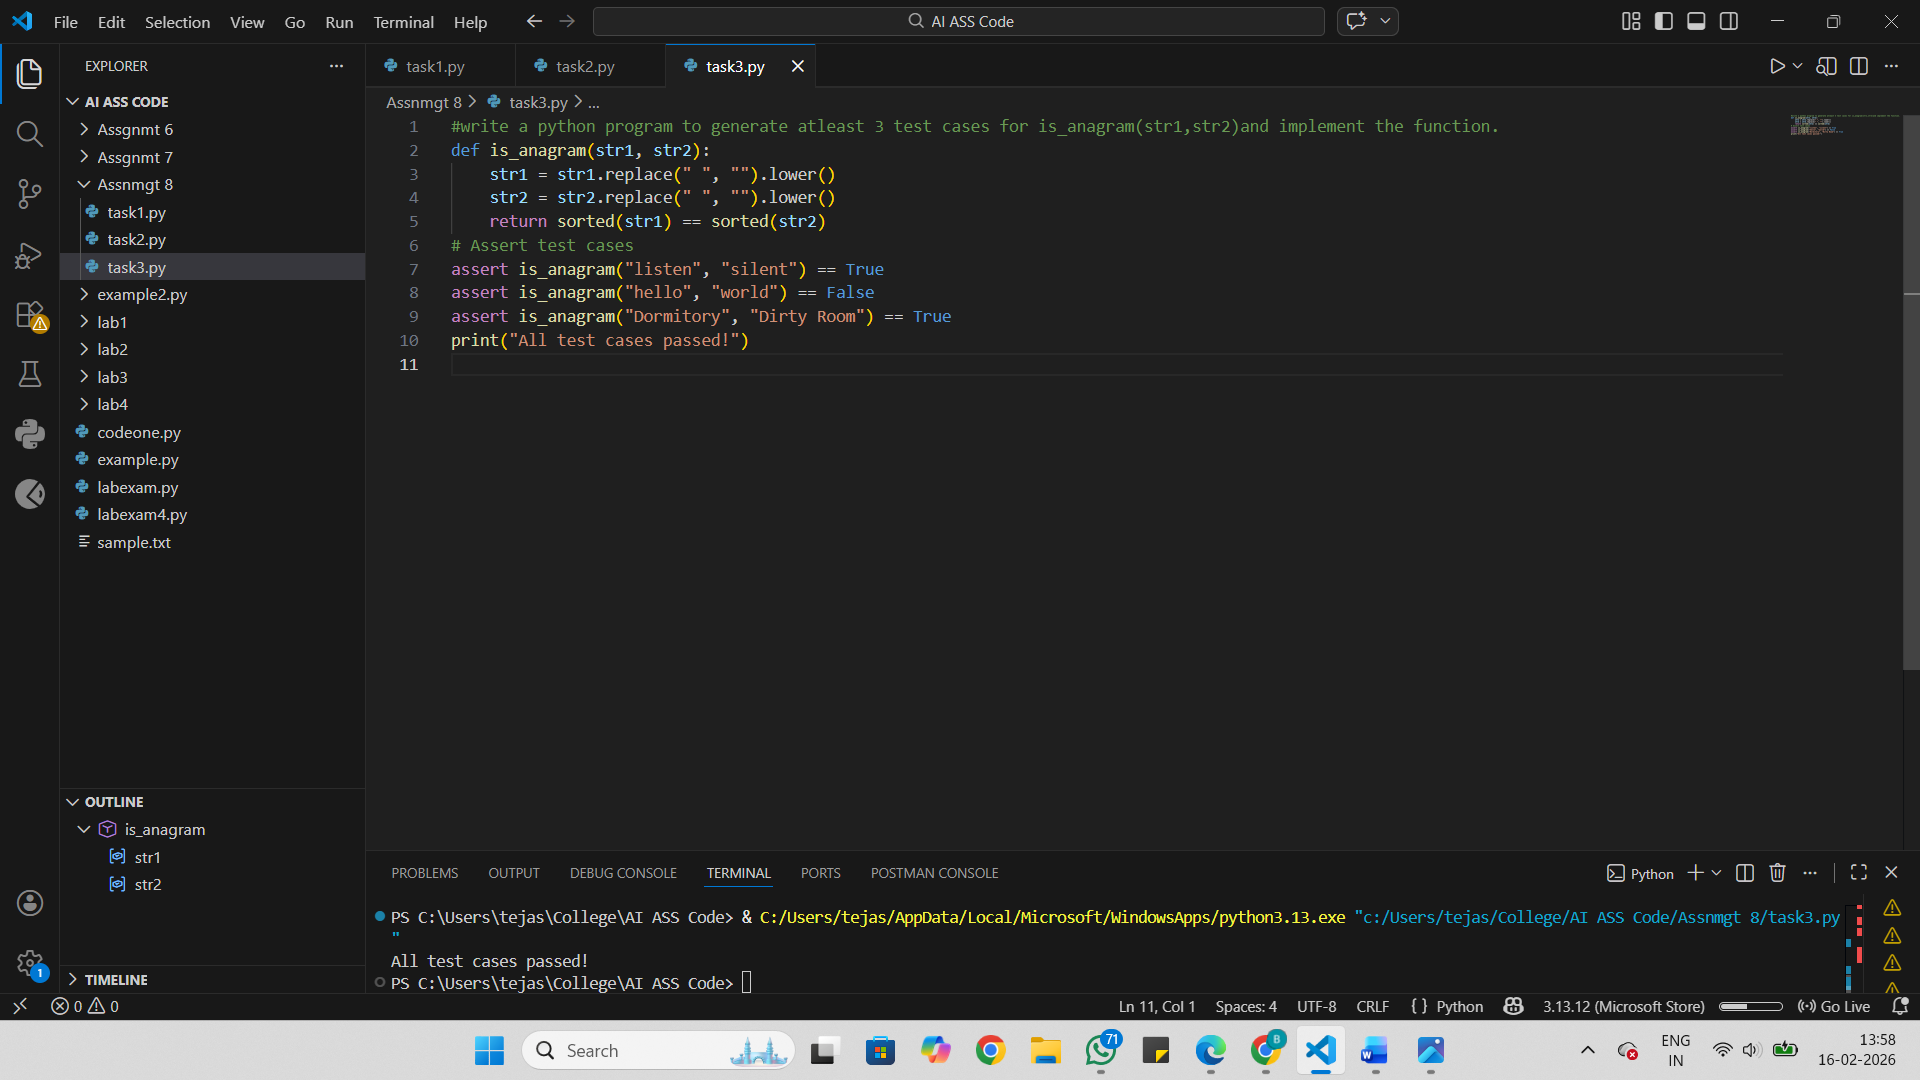 File Edit Selection View Go Run Terminal Help
AI ASS Code
EXPLORER
AI ASS CODE
Assgnmt 6
Assgnmt 7
Assnmgt 8
task1.py
task2.py
task3.py
example2.py
lab1
lab2
lab3
lab4
codeone.py
example.py
labexam.py
labexam4.py
sample.txt
OUTLINE
is_anagram
str1
str2
TIMELINE
task1.py task2.py task3.py
Assnmgt 8 > task3.py > ...
1 #write a python program to generate atleast 3 test cases for is_anagram(str1,str2)and implement the function.
2 def is_anagram(str1, str2):
3 str1 = str1.replace(" ", "").lower()
4 str2 = str2.replace(" ", "").lower()
5 return sorted(str1) == sorted(str2)
6 # Assert test cases
7 assert is_anagram("listen", "silent") == True
8 assert is_anagram("hello", "world") == False
9 assert is_anagram("Dormitory", "Dirty Room") == True
10 print("All test cases passed!")
11
PROBLEMS OUTPUT DEBUG CONSOLE TERMINAL PORTS POSTMAN CONSOLE
Python
PS C:\Users\tejas\College\AI ASS Code> & C:/Users/tejas/AppData/Local/Microsoft/WindowsApps/python3.13.exe "c:/Users/tejas/College/AI ASS Code/Assnmgt 8/task3.py
"
All test cases passed!
PS C:\Users\tejas\College\AI ASS Code>
1
0 0
Ln 11, Col 1 Spaces: 4 UTF-8 CRLF { } Python 3.13.12 (Microsoft Store) Go Live
Search
71
B
ENG
IN
13:58
16-02-2026